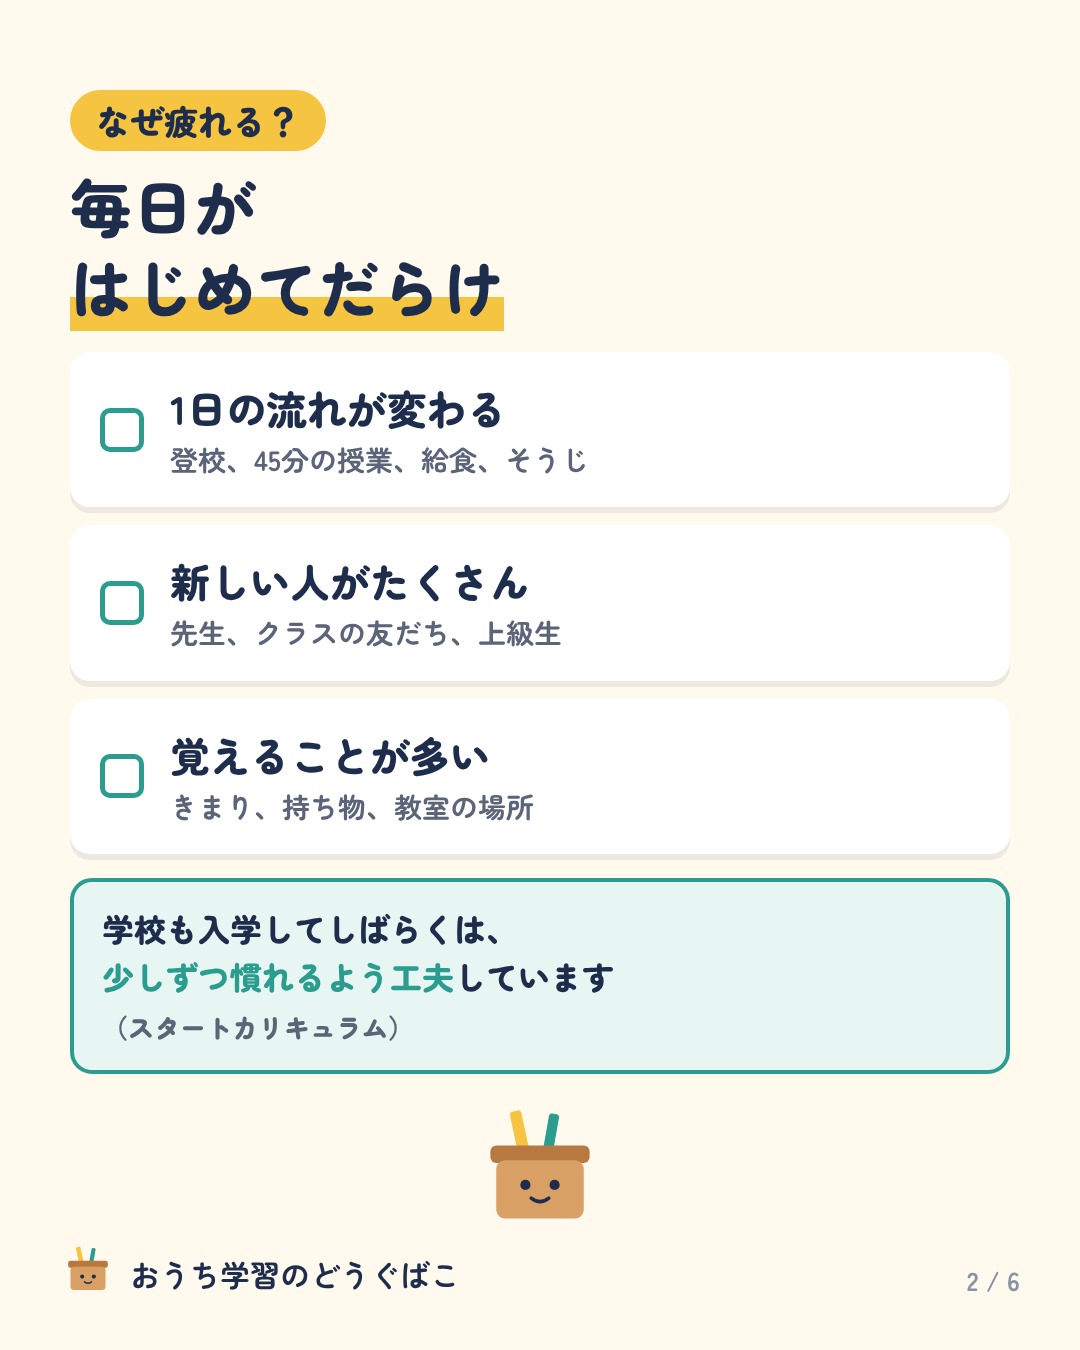 なぜ疲れる？
毎日が
はじめてだらけ
1日の流れが変わる
登校、45分の授業、給食、そうじ
新しい人がたくさん
先生、クラスの友だち、上級生
覚えることが多い
きまり、持ち物、教室の場所
学校も入学してしばらくは、
少しずつ慣れるよう工夫しています
（スタートカリキュラム）
おうち学習のどうぐばこ
2 / 6